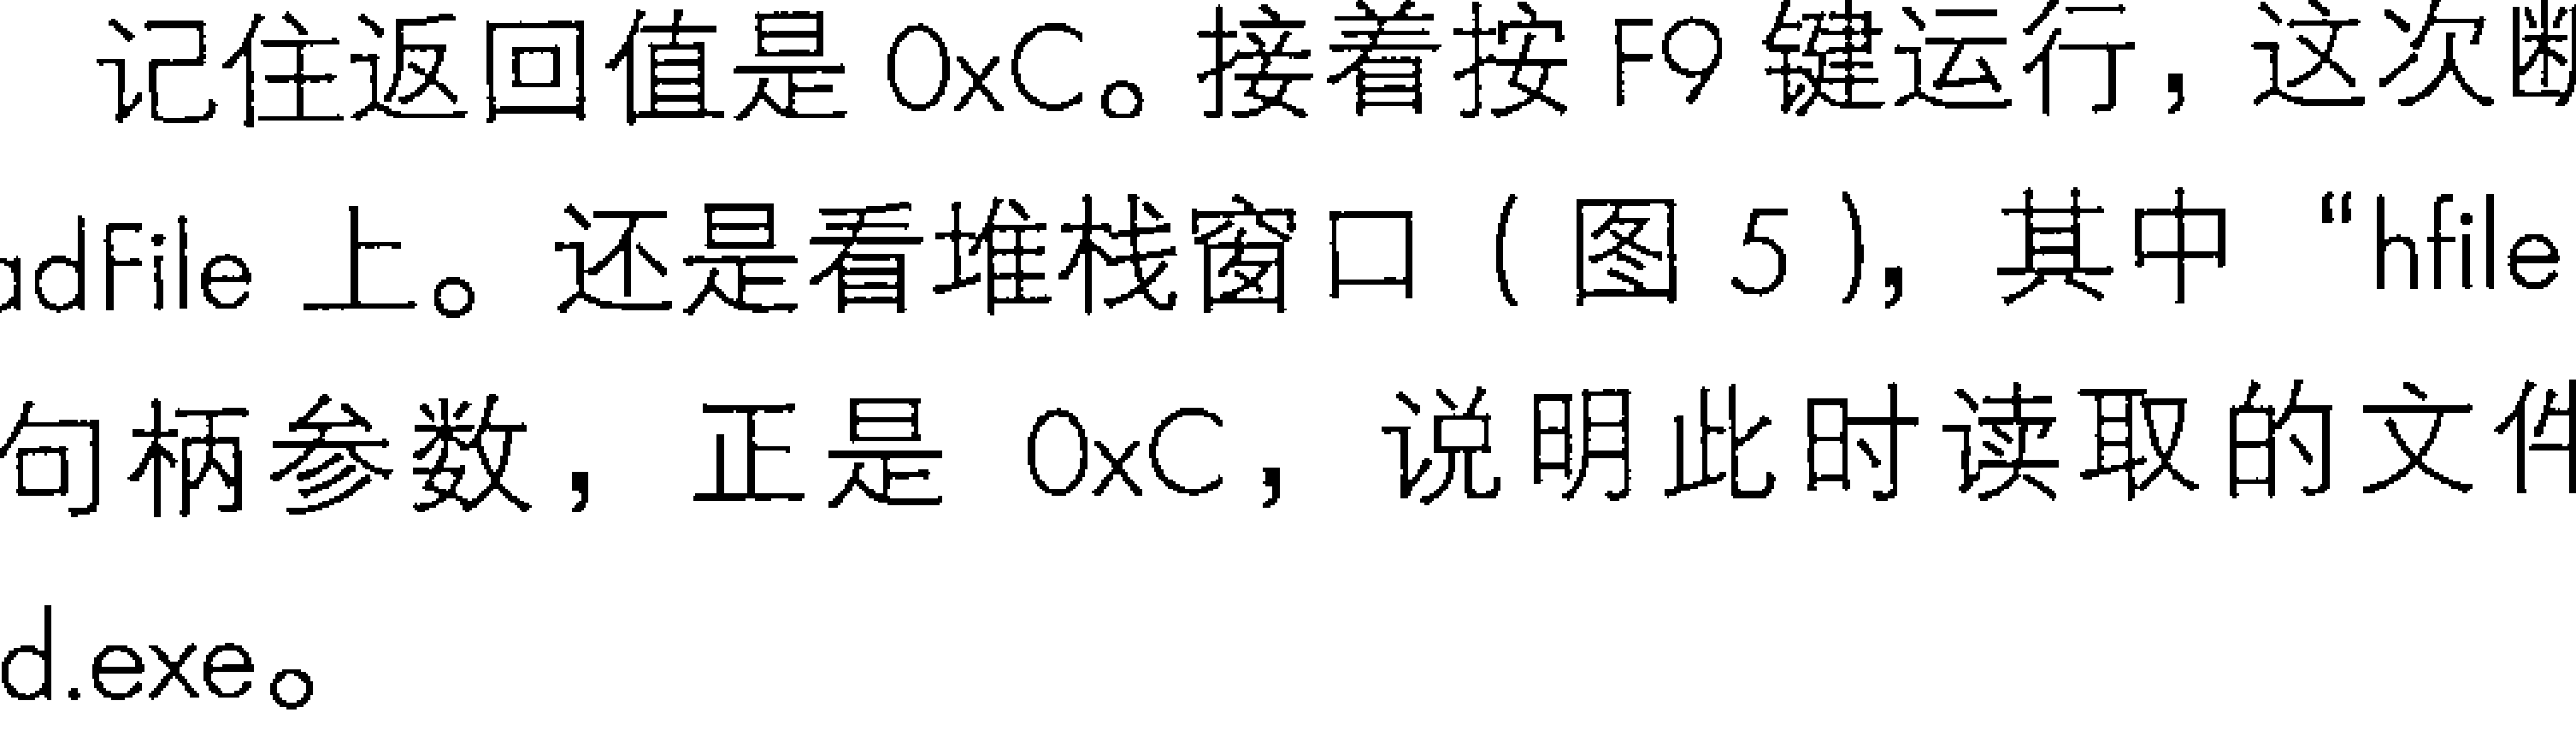 记住返回值是 0xC。接着按 F9 键运行，这次断
adFile 上。还是看堆栈窗口（图 5），其中“hfile
句柄参数，正是 0xC，说明此时读取的文件
d.exe。